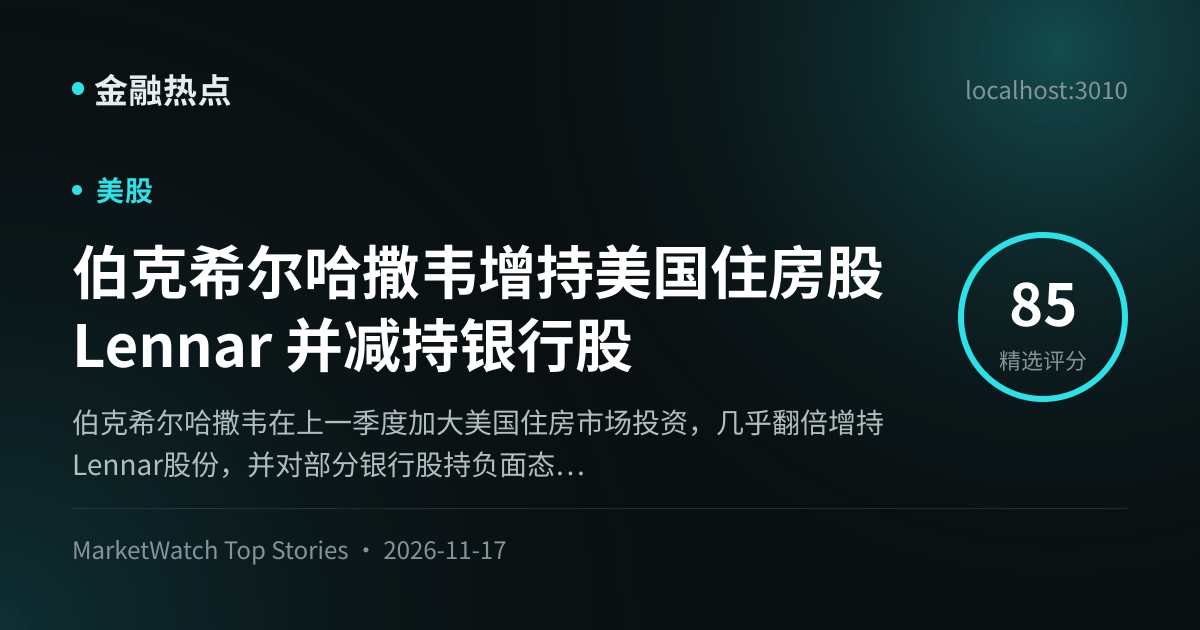 金融热点
localhost:3010
美股
伯克希尔哈撒韦增持美国住房股
Lennar 并减持银行股
85
精选评分
伯克希尔哈撒韦在上一季度加大美国住房市场投资，几乎翻倍增持
Lennar股份，并对部分银行股持负面态…
MarketWatch Top Stories · 2026-11-17